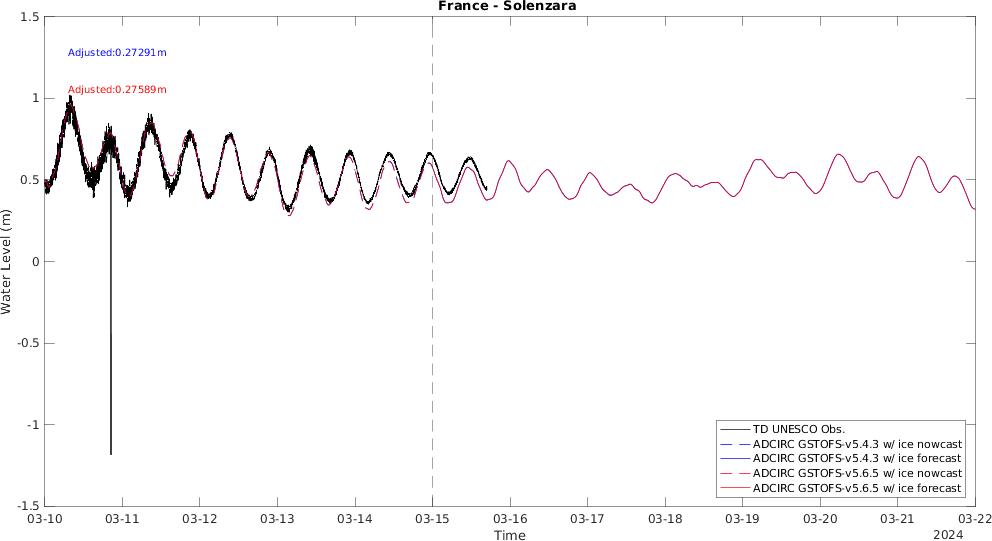 France - Solenzara
1.5
1
0.5
0
-0.5
-1
-1.5
Water Level (m)
Adjusted:0.27291m
Adjusted:0.27589m
TD UNESCO Obs.
ADCIRC GSTOFS-v5.4.3 w/ ice nowcast
ADCIRC GSTOFS-v5.4.3 w/ ice forecast
ADCIRC GSTOFS-v5.6.5 w/ ice nowcast
ADCIRC GSTOFS-v5.6.5 w/ ice forecast
03-10 03-11 03-12 03-13 03-14 03-15 03-16 03-17 03-18 03-19 03-20 03-21 03-22
Time
2024